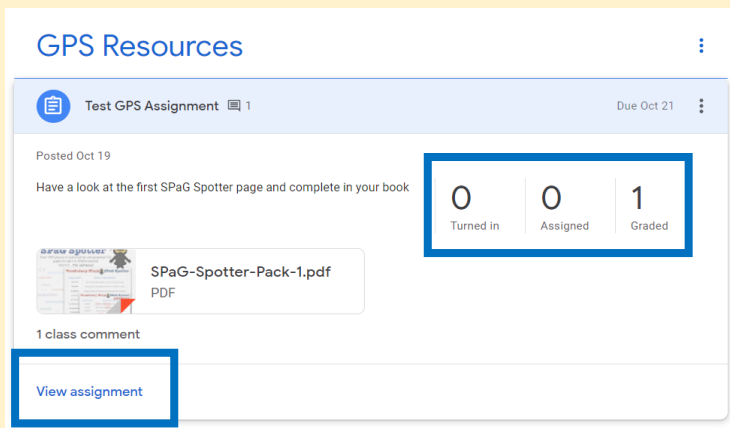 GPS Resources
Test GPS Assignment 1 Due Oct 21
Posted Oct 19
Have a look at the first SPaG Spotter page and complete in your book
0 0 1
Turned in Assigned Graded
SPaG Spotter
SPaG-Spotter-Pack-1.pdf
PDF
1 class comment
View assignment